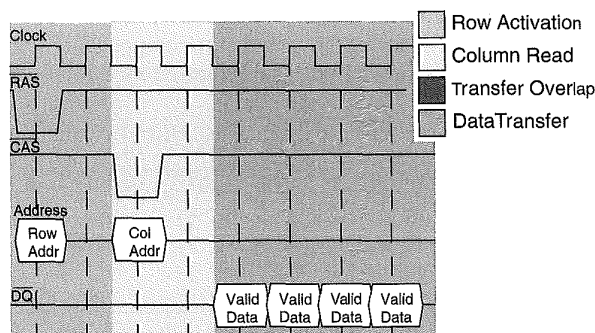 Clock
RAS
CAS
Address
Row
Addr
Col
Addr
DQ
Valid
Data
Valid
Data
Valid
Data
Valid
Data
Row Activation
Column Read
Transfer Overlap
DataTransfer